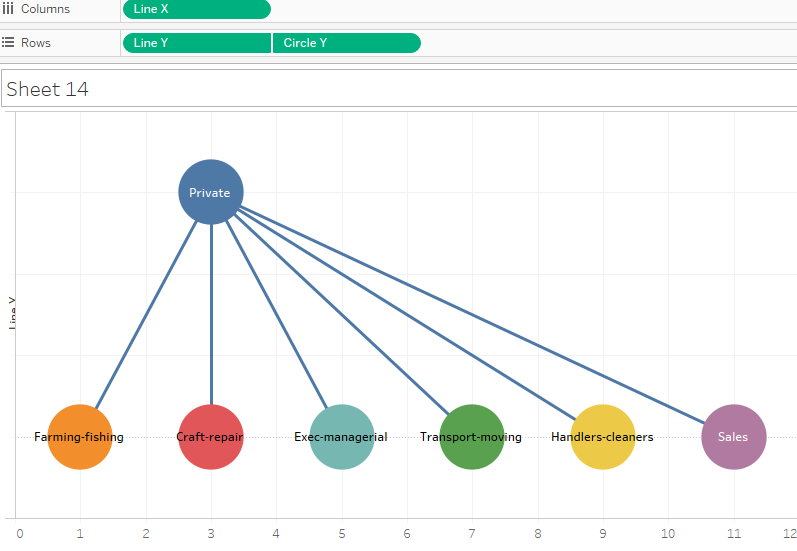 Columns Line X
Rows Line Y Circle Y
Sheet 14
Private
Line Y
Farming-fishing Craft-repair Exec-managerial Transport-moving Handlers-cleaners Sales
0 1 2 3 4 5 6 7 8 9 10 11 12